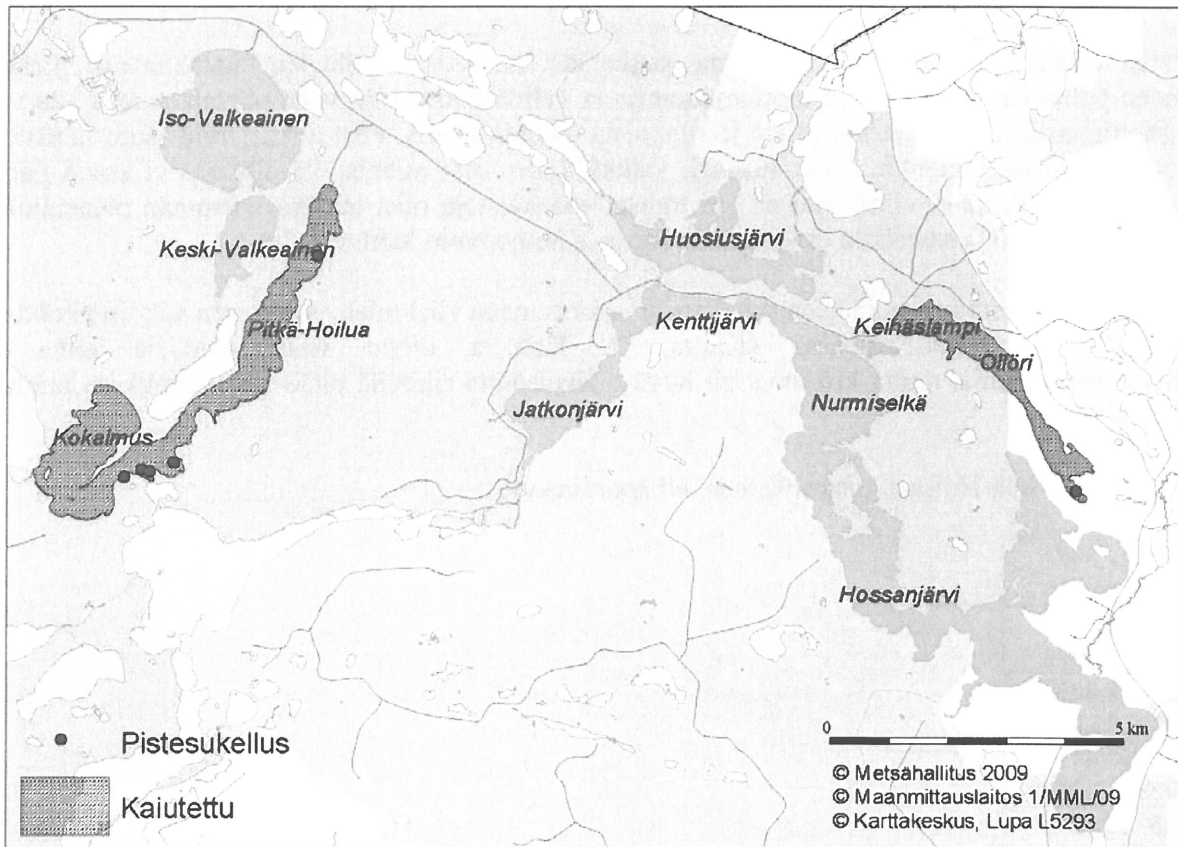 Iso-Valkeainen
Keski-Valkeainen
Huosiusjärvi
Pitkä-Hoilua
Kenttijärvi
Keihäslampi
Ollori
Jatkonjärvi
Nurmiselkä
Kokalmus
Hossanjärvi
Pistesukellus
Kaiutettu
0 5 km
© Metsähallitus 2009
© Maanmittauslaitos 1/MML/09
© Karttakeskus, Lupa L5293